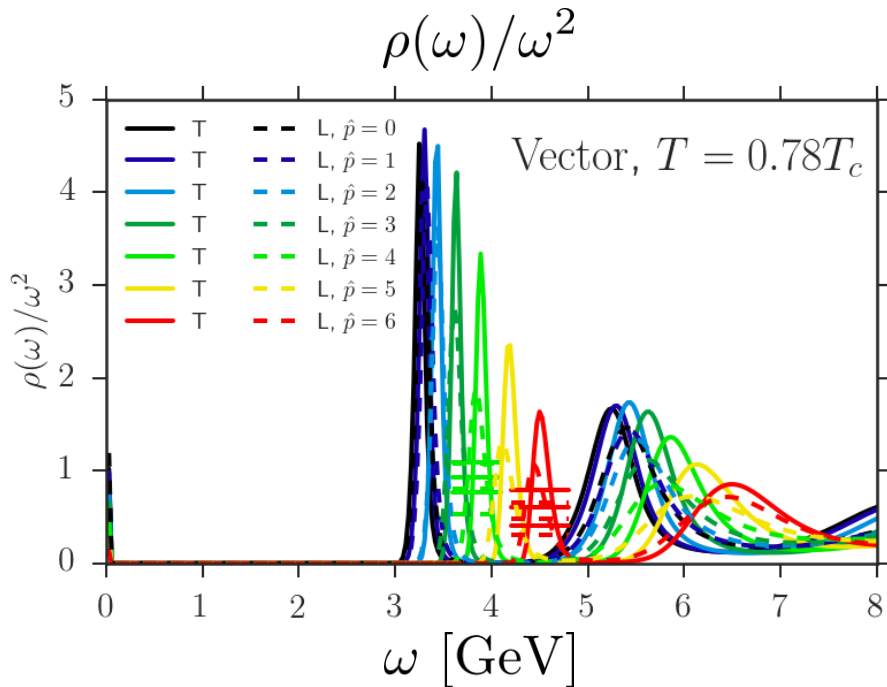 ρ(ω)/ω²
5
4
3
2
1
0
ρ(ω)/ω²
T L, p̂ = 0
T L, p̂ = 1
T L, p̂ = 2
T L, p̂ = 3
T L, p̂ = 4
T L, p̂ = 5
T L, p̂ = 6
Vector, T = 0.78T_c
0 1 2 3 4 5 6 7 8
ω [GeV]